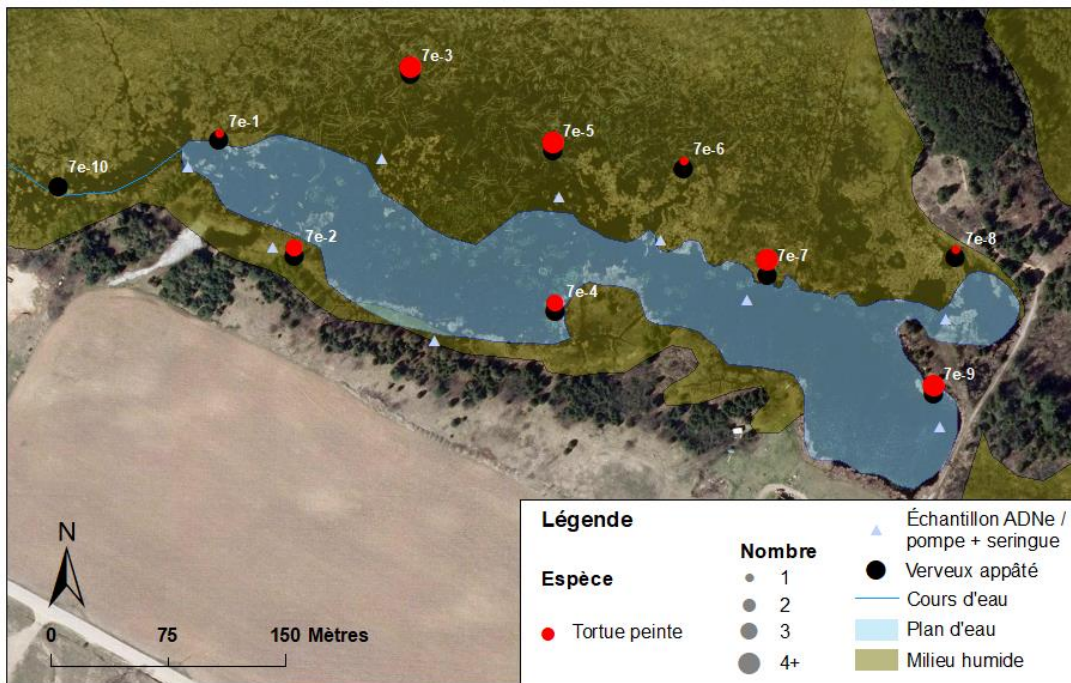 7e-3
7e-1
7e-5
7e-6
7e-10
7e-2
7e-8
7e-7
7e-4
7e-9
N
0 75 150 Mètres
Légende
Espèce
Tortue peinte
Nombre
1
2
3
4+
Échantillon ADNe /
pompe + seringue
Verveux appâté
Cours d'eau
Plan d'eau
Milieu humide